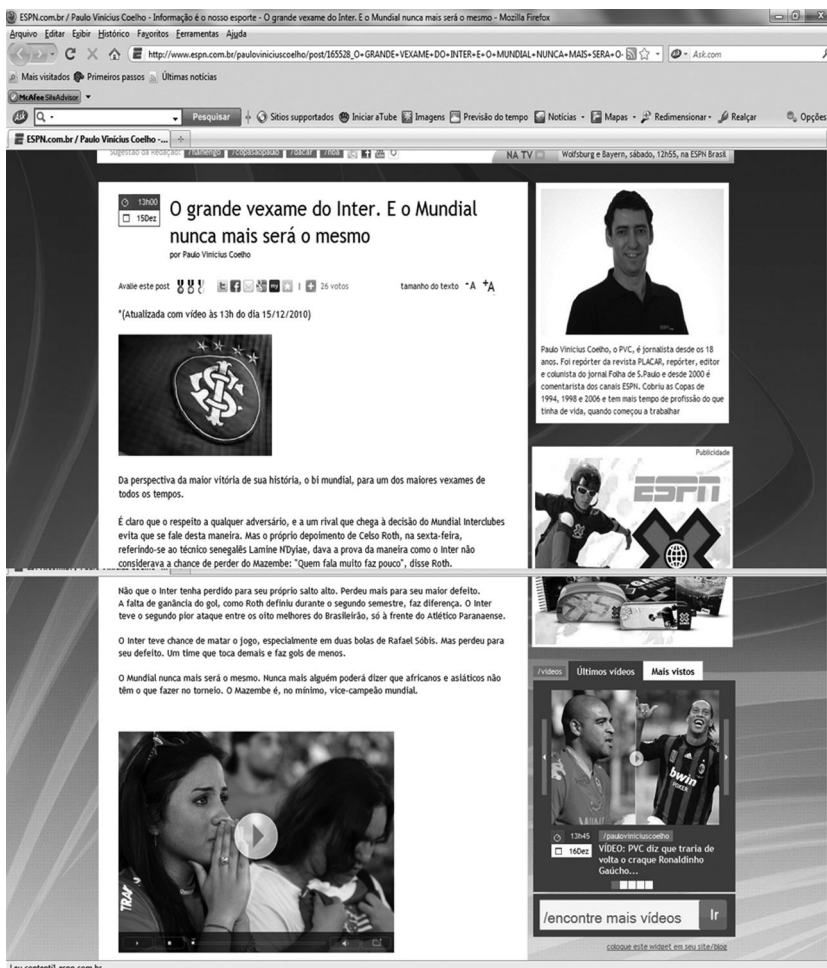 ESPN.com.br / Paulo Vinicius Coelho - Informação é o nosso esporte - O grande vexame do Inter. E o Mundial nunca mais será o mesmo - Mozilla Firefox
Arquivo Editar Exibir Histórico Favoritos Ferramentas Ajuda
http://www.espn.com.br/pauloviniciuscoelho/post/165528_O+GRANDE+VEXAME+DO+INTER+E+O+MUNDIAL+NUNCA+MAIS+SERA+O-
Ask.com
Mais visitados Primeiros passos Últimas notícias
McAfee SiteAdvisor
Pesquisar Sítios supportados Iniciar aTube Imagens Previsão do tempo Notícias Mapas Redimensionar Realçar Opções
ESPN.com.br / Paulo Vinícius Coelho -...
Sugestão da Redação: /flamengo /copasaopaulo /dacar /nba
NA TV Wolfsburg e Bayern, sábado, 12h55, na ESPN Brasil
13h00
15Dez
O grande vexame do Inter. E o Mundial
nunca mais será o mesmo
por Paulo Vinicius Coelho
Avalie este post 26 votos tamanho do texto -A +A
*(Atualizada com vídeo às 13h do dia 15/12/2010)
Da perspectiva da maior vitória de sua história, o bi mundial, para um dos maiores vexames de
todos os tempos.
É claro que o respeito a qualquer adversário, e a um rival que chega à decisão do Mundial Interclubes
evita que se fale desta maneira. Mas o próprio depoimento de Celso Roth, na sexta-feira,
referindo-se ao técnico senegalês Lamine N'Dyiae, dava a prova da maneira como o Inter não
considerava a chance de perder do Mazembe: "Quem fala muito faz pouco", disse Roth.
Não que o Inter tenha perdido para seu próprio salto alto. Perdeu mais para seu maior defeito.
A falta de ganância do gol, como Roth definiu durante o segundo semestre, faz diferença. O Inter
teve o segundo pior ataque entre os oito melhores do Brasileirão, só à frente do Atlético Paranaense.
O Inter teve chance de matar o jogo, especialmente em duas bolas de Rafael Sóbis. Mas perdeu para
seu defeito. Um time que toca demais e faz gols de menos.
O Mundial nunca mais será o mesmo. Nunca mais alguém poderá dizer que africanos e asiáticos não
têm o que fazer no torneio. O Mazembe é, no mínimo, vice-campeão mundial.
Paulo Vinicius Coelho, o PVC, é jornalista desde os 18
anos. Foi repórter da revista PLACAR, repórter, editor
e colunista do jornal Folha de S.Paulo e desde 2000 é
comentarista dos canais ESPN. Cobriu as Copas de
1994, 1998 e 2006 e tem mais tempo de profissão do que
tinha de vida, quando começou a trabalhar
Publicidade
ESPN
/vídeos Últimos vídeos Mais vistos
bwin
POKER
13h45 /pauloviniciuscoelho
16Dez VÍDEO: PVC diz que traria de
volta o craque Ronaldinho
Gaúcho...
/encontre mais vídeos Ir
coloque este widget em seu site/blog